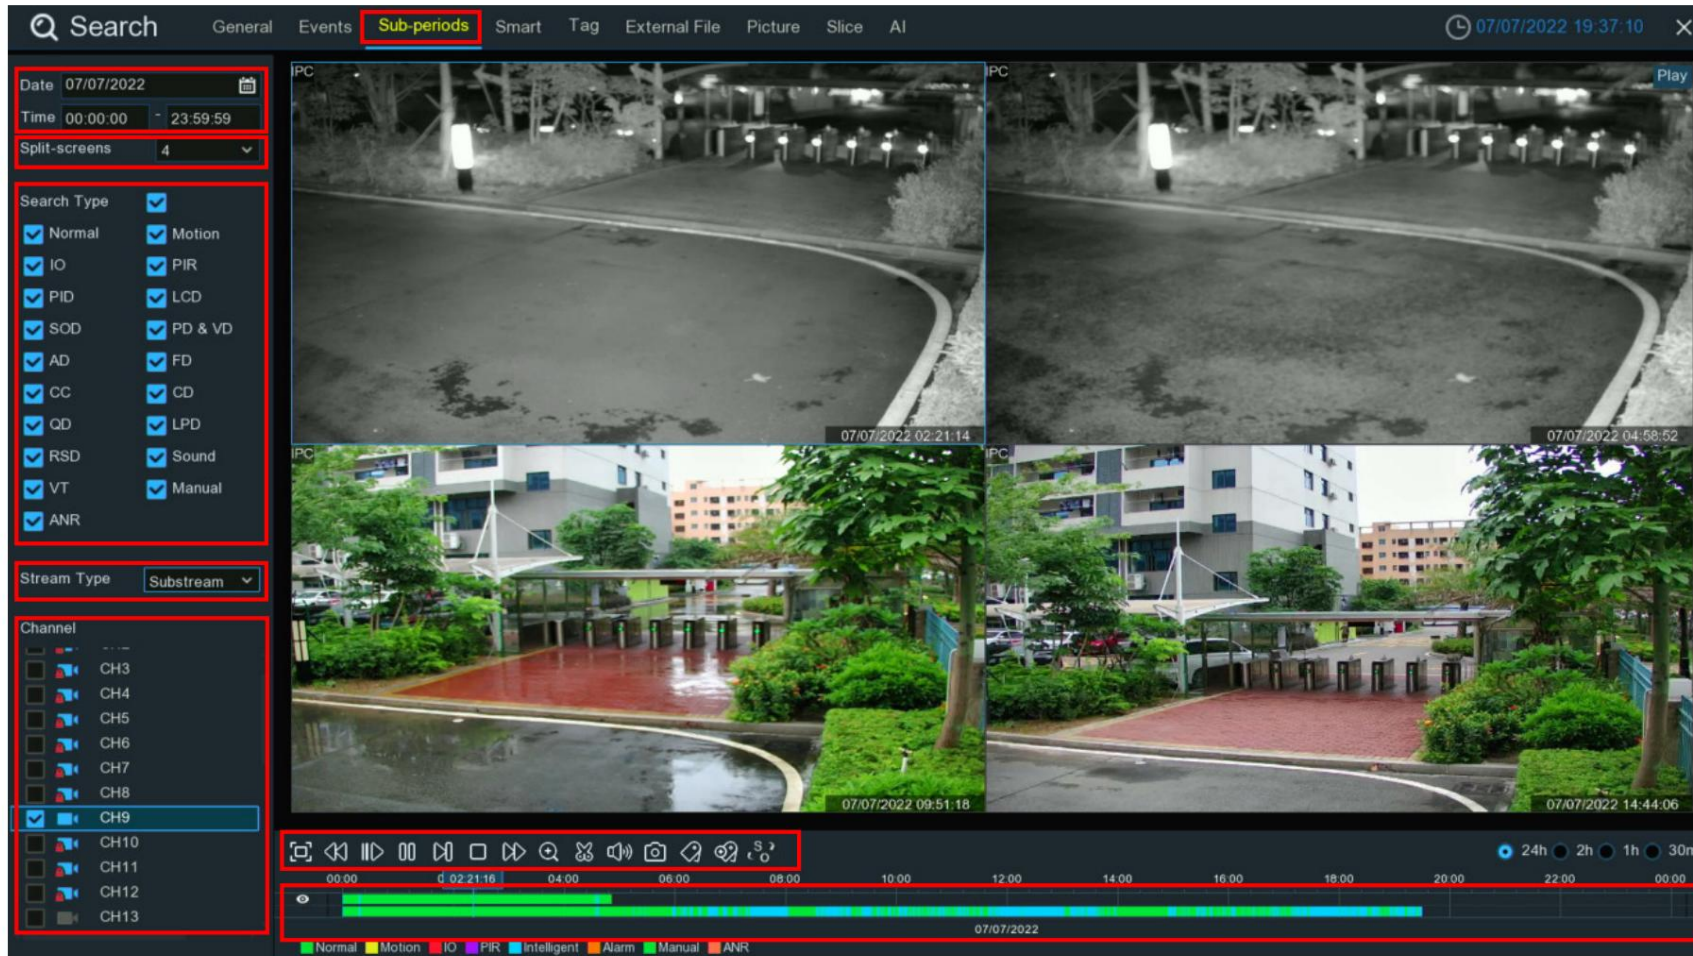 Search General Events Sub-periods Smart Tag External File Picture Slice AI 07/07/2022 19:37:10
Date 07/07/2022
Time 00:00:00 - 23:59:59
Split-screens 4
Search Type
Normal Motion
IO PIR
PID LCD
SOD PD & VD
AD FD
CC CD
QD LPD
RSD Sound
VT Manual
ANR
Stream Type Substream
Channel
CH3
CH4
CH5
CH6
CH7
CH8
CH9
CH10
CH11
CH12
CH13
IPC
07/07/2022 02:21:14
IPC
Play
07/07/2022 04:58:52
IPC
07/07/2022 09:51:18
IPC
07/07/2022 14:44:06
24h 2h 1h 30m
00:00 02:21:16 04:00 06:00 08:00 10:00 12:00 14:00 16:00 18:00 20:00 22:00 00:00
07/07/2022
Normal Motion IO PIR Intelligent Alarm Manual ANR